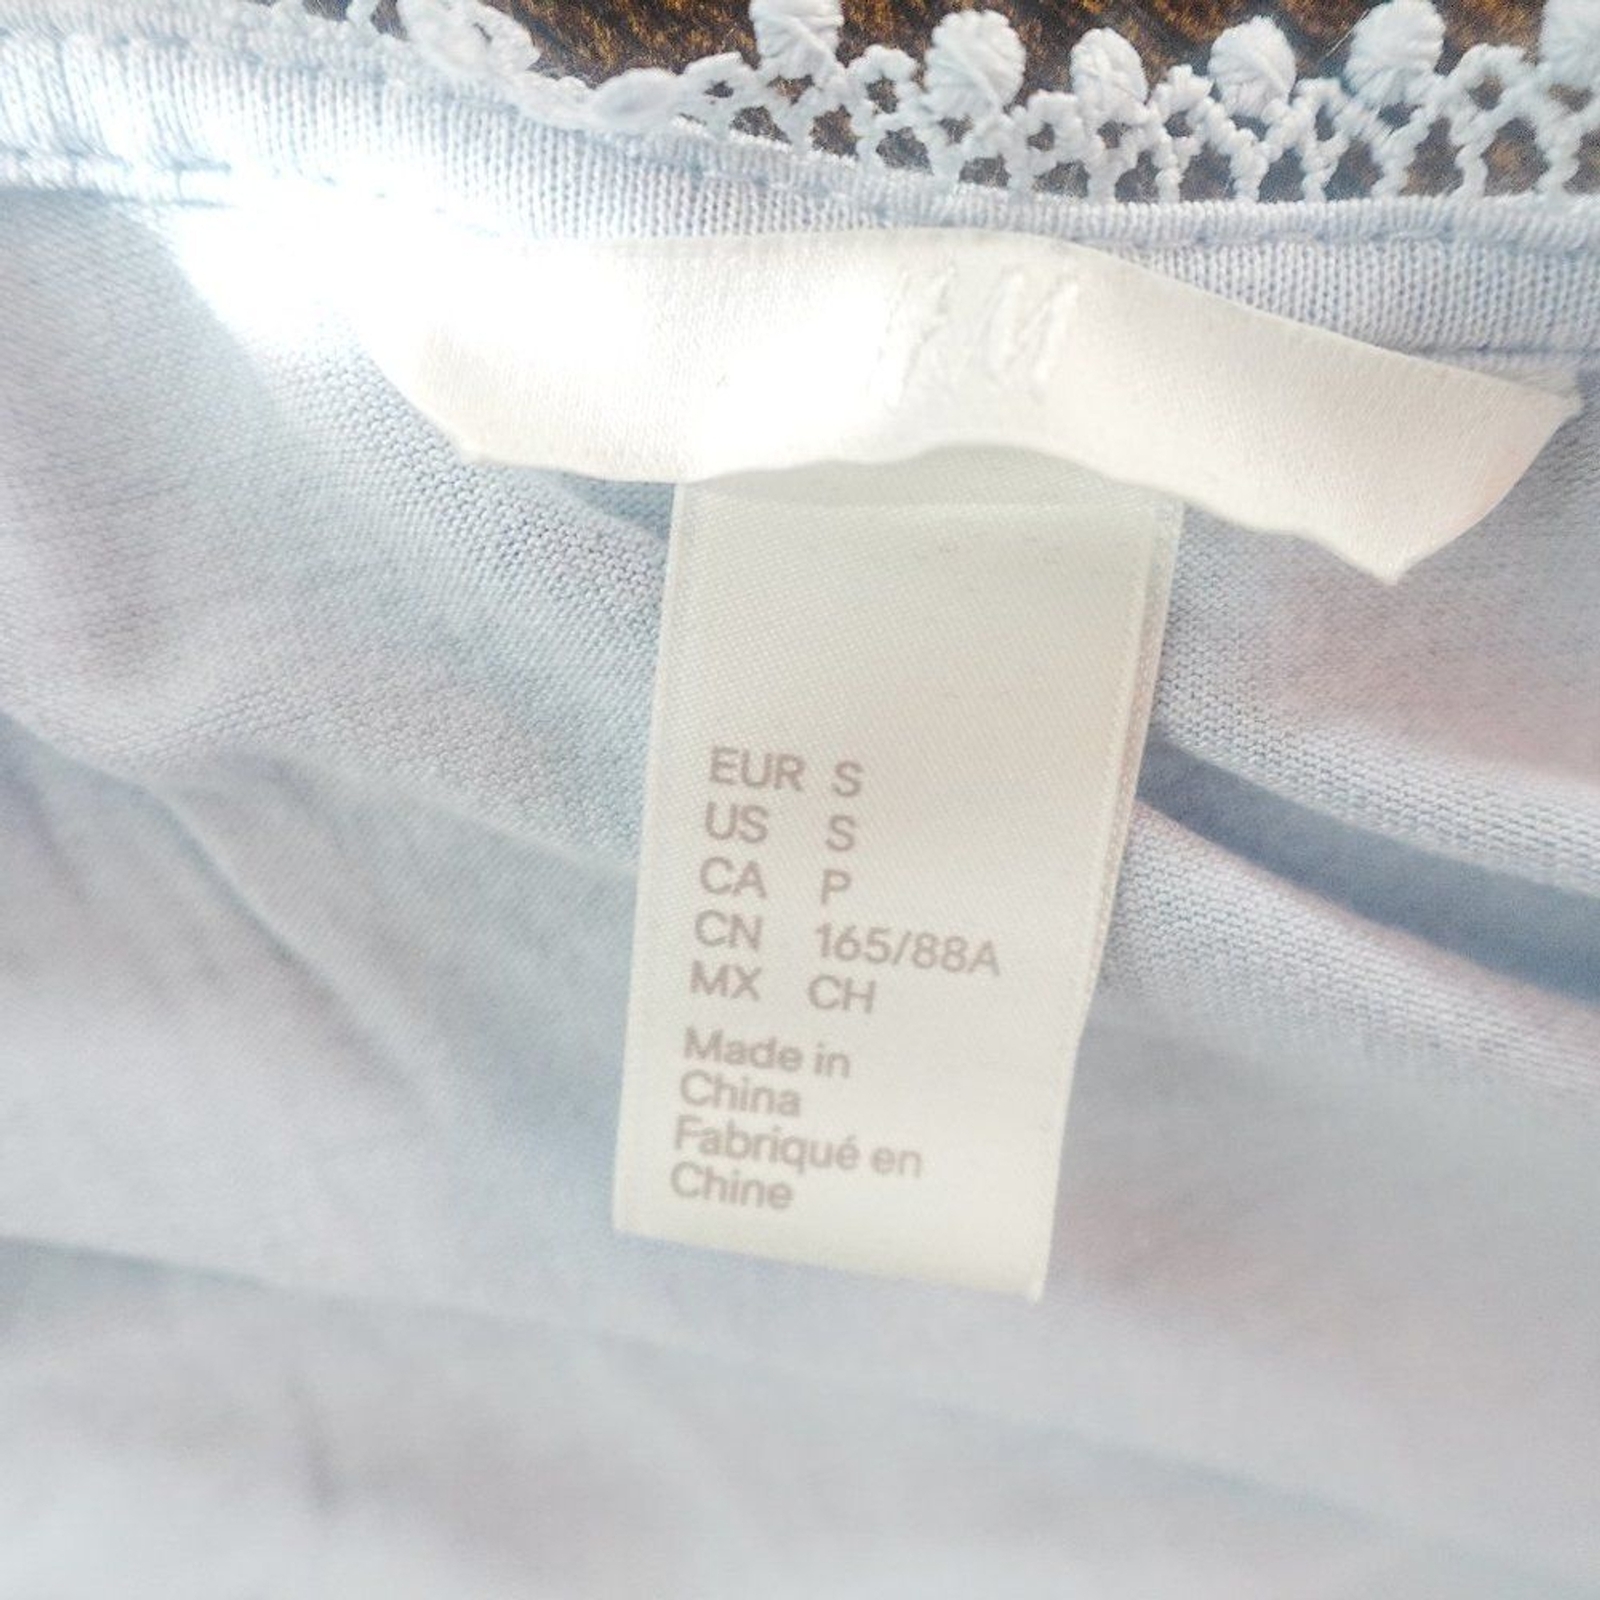 EUR S
US S
CA P
CN 165/88A
MX CH
Made in
China
Fabriqué en
Chine